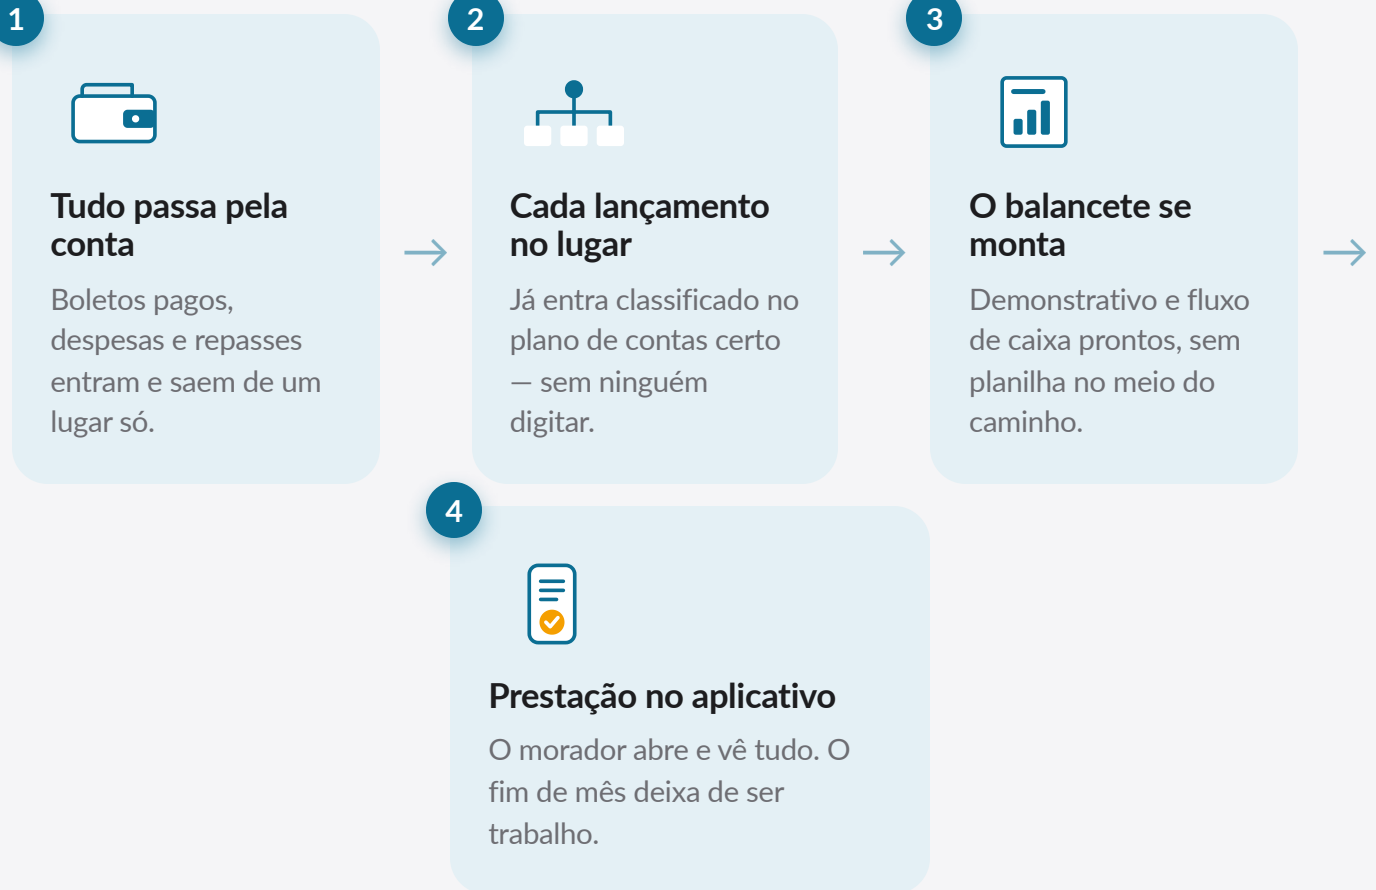 1
Tudo passa pela
conta
Boletos pagos,
despesas e repasses
entram e saem de um
lugar só.
2
Cada lançamento
no lugar
Já entra classificado no
plano de contas certo
— sem ninguém
digitar.
3
O balancete se
monta
Demonstrativo e fluxo
de caixa prontos, sem
planilha no meio do
caminho.
4
Prestação no aplicativo
O morador abre e vê tudo. O
fim de mês deixa de ser
trabalho.